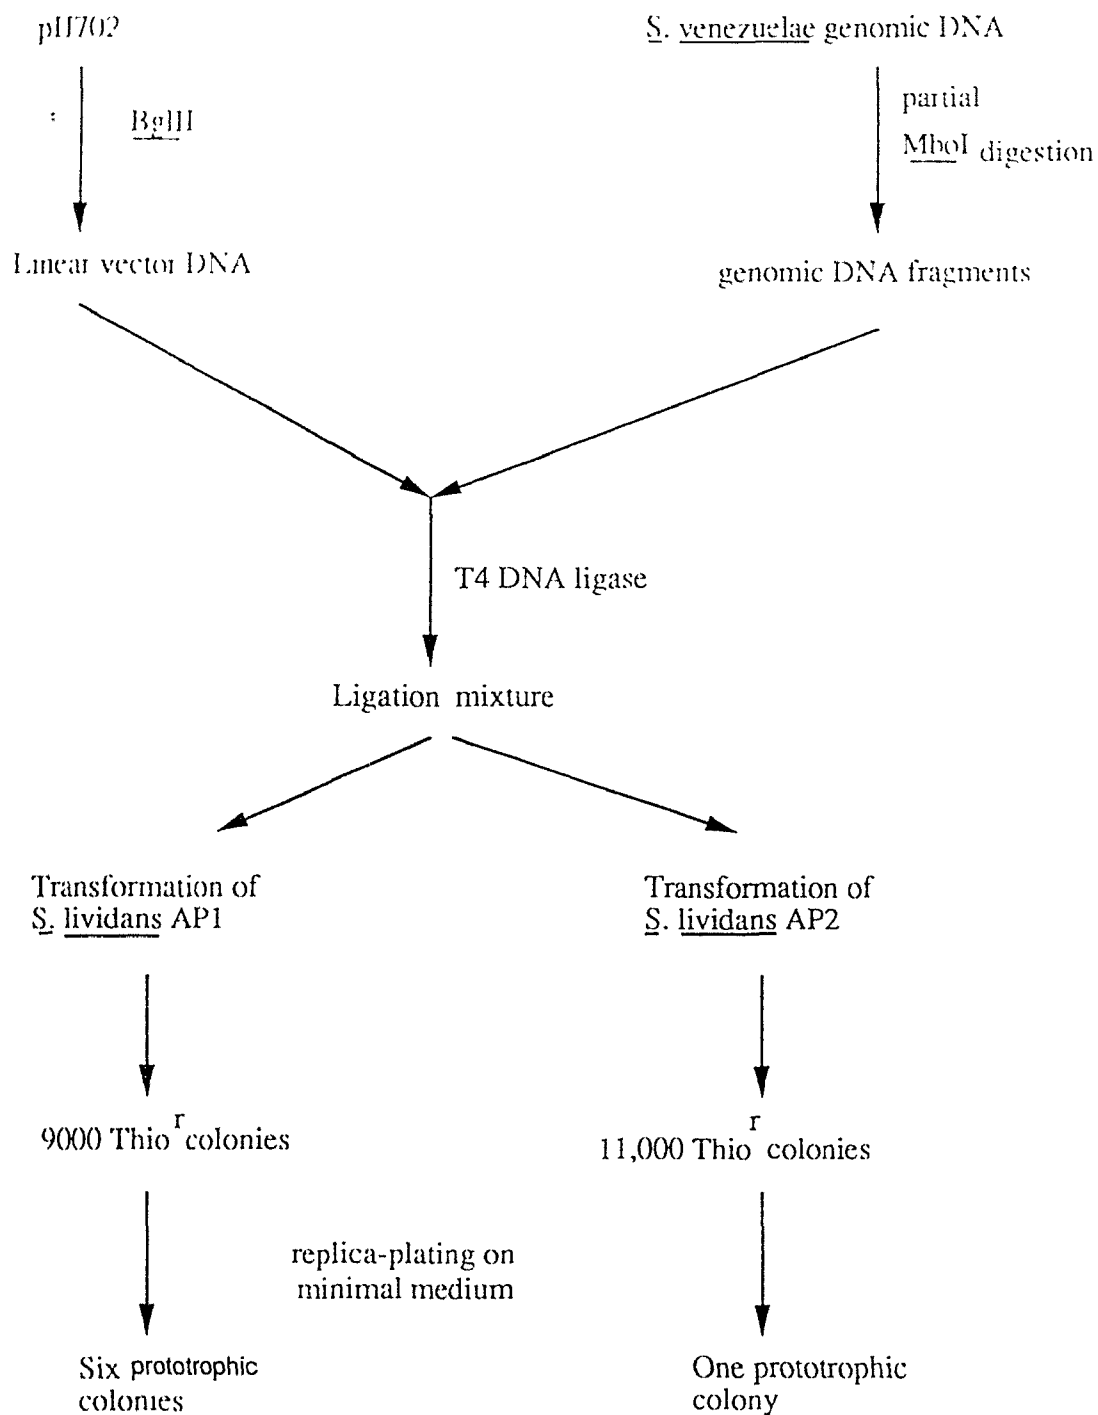 pIJ702
S. venezuelae genomic DNA
BglII
partial
MboI digestion
Linear vector DNA
genomic DNA fragments
T4 DNA ligase
Ligation mixture
Transformation of
S. lividans AP1
Transformation of
S. lividans AP2
9000 Thio r colonies
11,000 Thio r colonies
replica-plating on
minimal medium
Six prototrophic
colonies
One prototrophic
colony